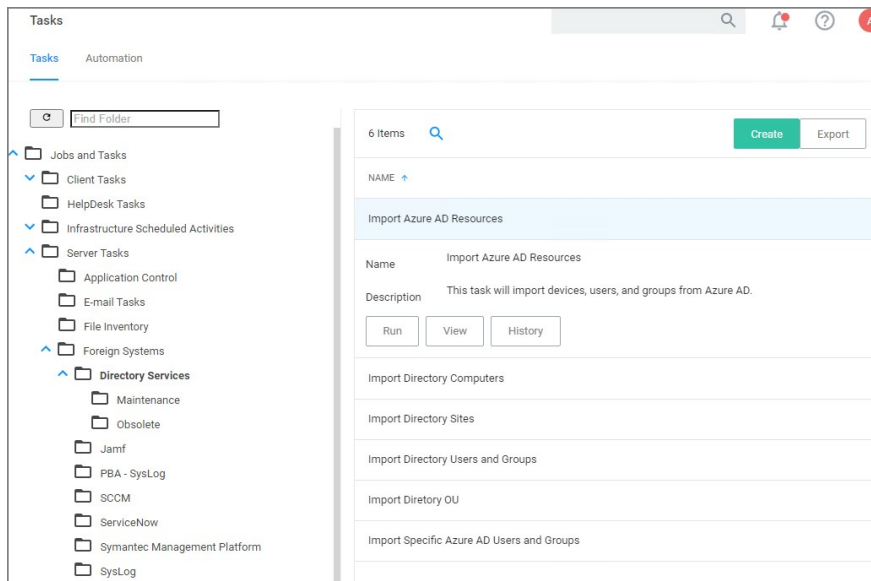 Tasks
A
Tasks Automation
Find Folder
Jobs and Tasks
Client Tasks
HelpDesk Tasks
Infrastructure Scheduled Activities
Server Tasks
Application Control
E-mail Tasks
File Inventory
Foreign Systems
Directory Services
Maintenance
Obsolete
Jamf
PBA - SysLog
SCCM
ServiceNow
Symantec Management Platform
SysLog
6 Items
Create Export
NAME
Import Azure AD Resources
Name Import Azure AD Resources
Description This task will import devices, users, and groups from Azure AD.
Run View History
Import Directory Computers
Import Directory Sites
Import Directory Users and Groups
Import Diretory OU
Import Specific Azure AD Users and Groups